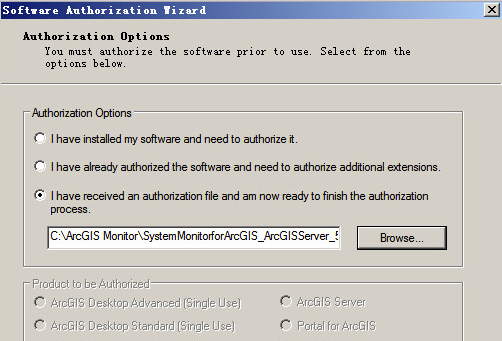 Software Authorization Wizard
Authorization Options
You must authorize the software prior to use. Select from the
options below.
Authorization Options
I have installed my software and need to authorize it.
I have already authorized the software and need to authorize additional extensions.
I have received an authorization file and am now ready to finish the authorization
process.
C:\ArcGIS Monitor\SystemMonitorforArcGIS_ArcGISServer_5
Browse...
Product to be Authorized
ArcGIS Desktop Advanced (Single Use)
ArcGIS Server
ArcGIS Desktop Standard (Single Use)
Portal for ArcGIS